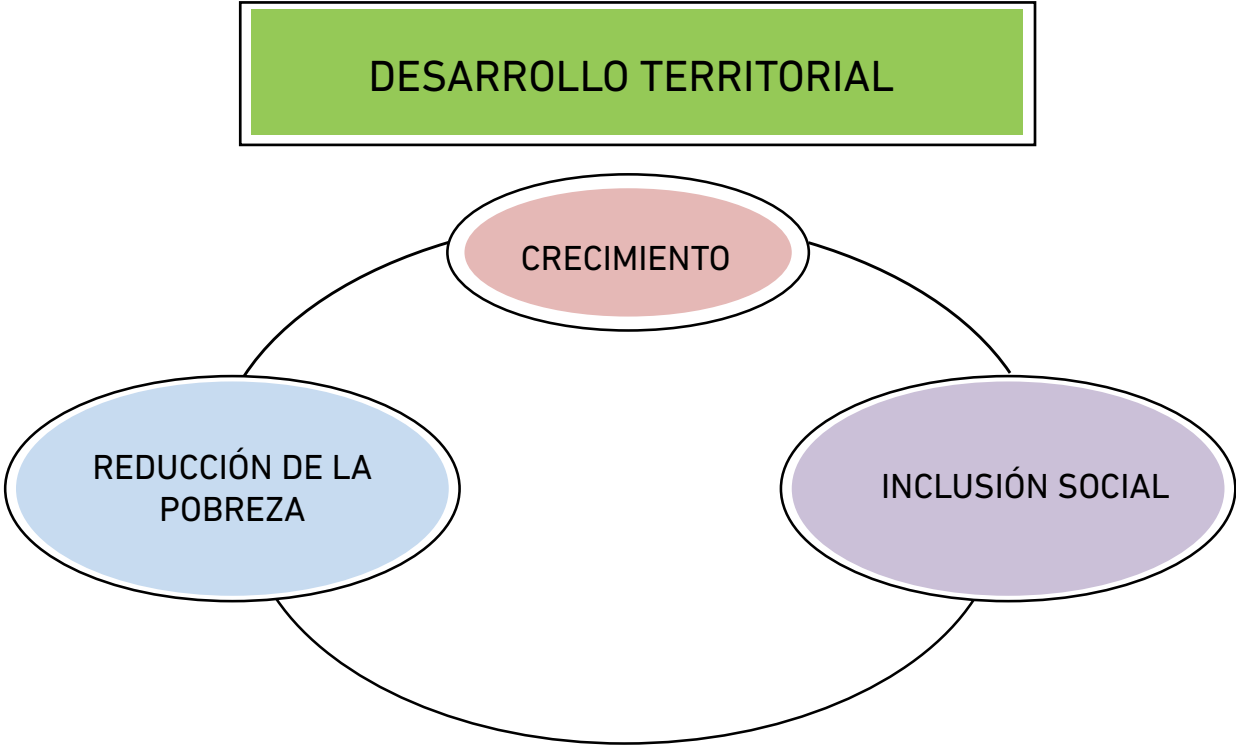 DESARROLLO TERRITORIAL
CRECIMIENTO
REDUCCIÓN DE LA
POBREZA
INCLUSIÓN SOCIAL